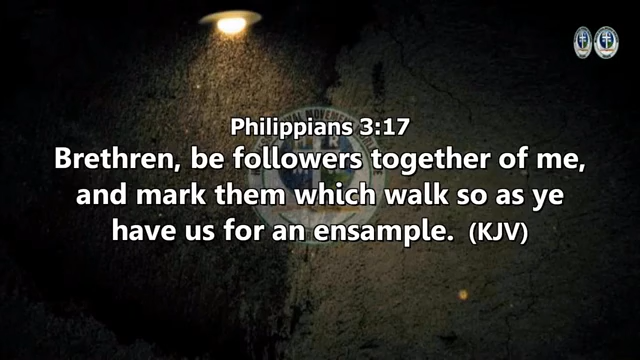 Philippians 3:17
Brethren, be followers together of me,
and mark them which walk so as ye
have us for an ensample. (KJV)